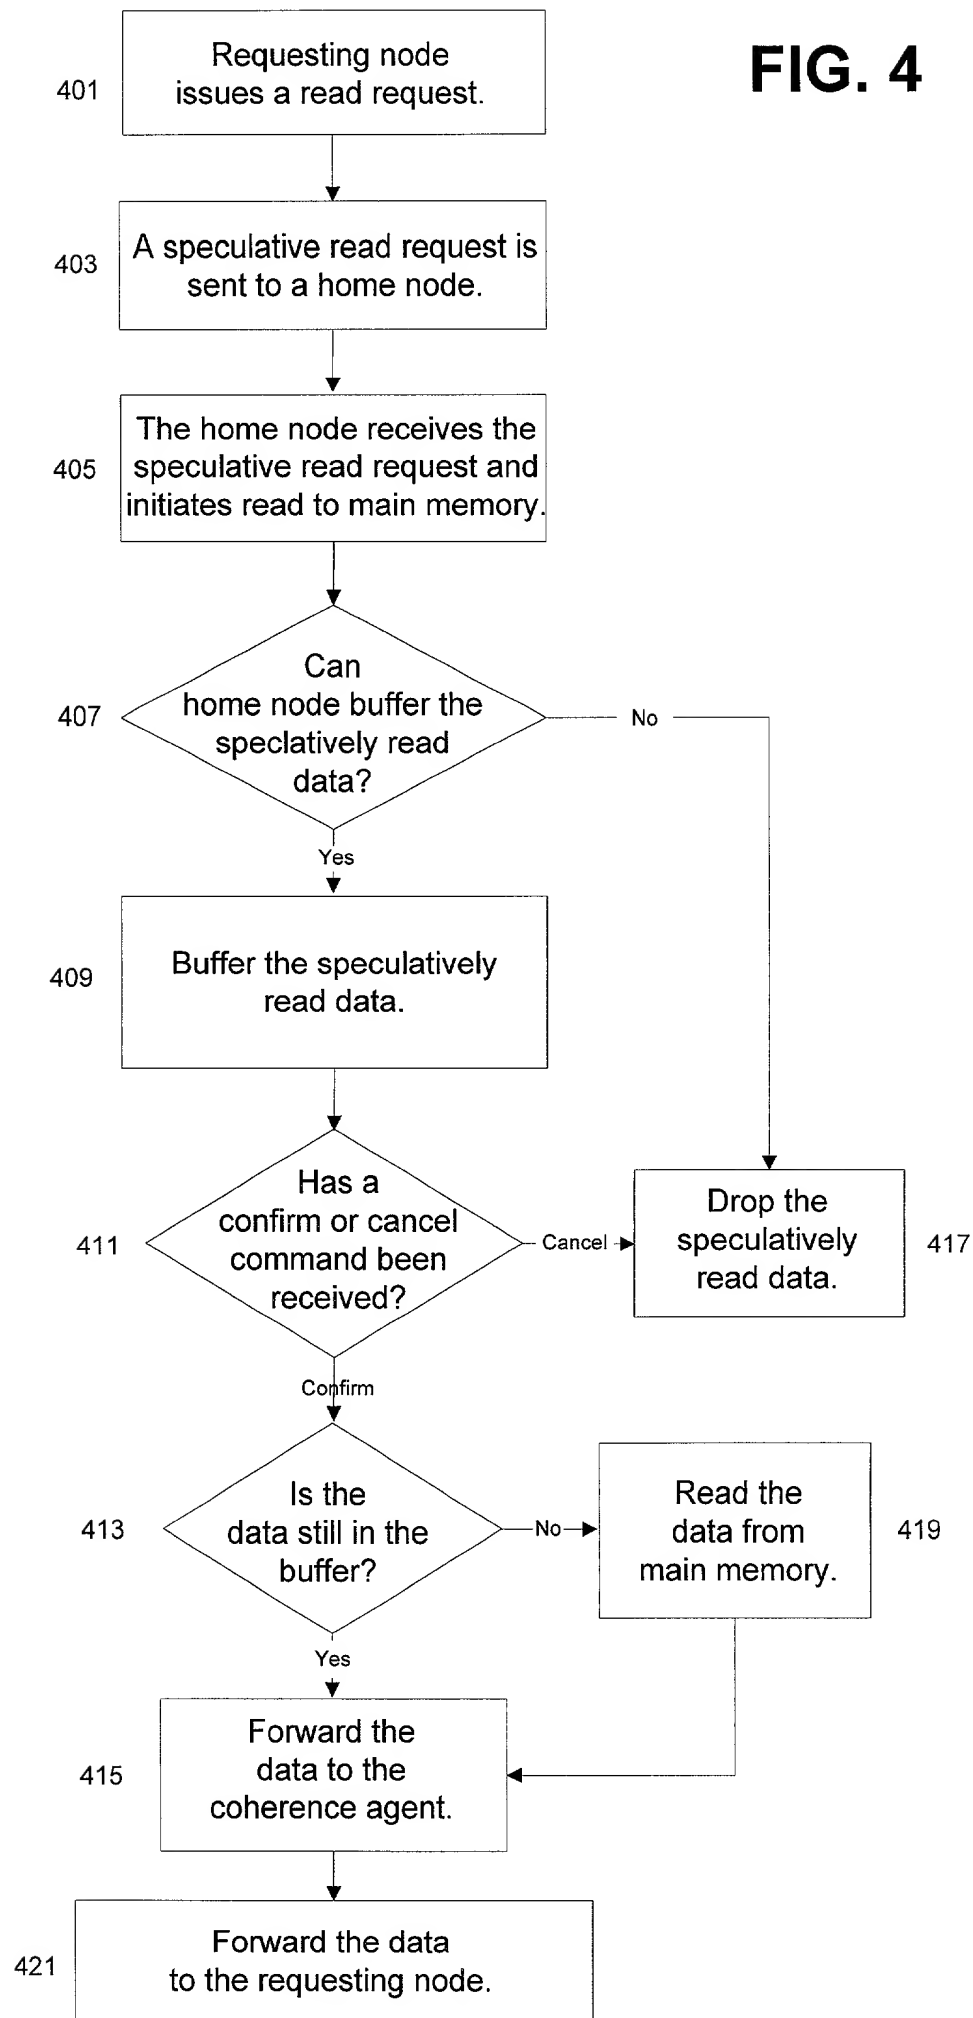 FIG. 4
401
Requesting node
issues a read request.
403
A speculative read request is
sent to a home node.
405
The home node receives the
speculative read request and
initiates read to main memory.
407
Can
home node buffer the
speclatively read
data?
No
Yes
409
Buffer the speculatively
read data.
411
Has a
confirm or cancel
command been
received?
Cancel
Drop the
speculatively
read data.
417
Confirm
413
Is the
data still in the
buffer?
No
Read the
data from
main memory.
419
Yes
415
Forward the
data to the
coherence agent.
421
Forward the data
to the requesting node.